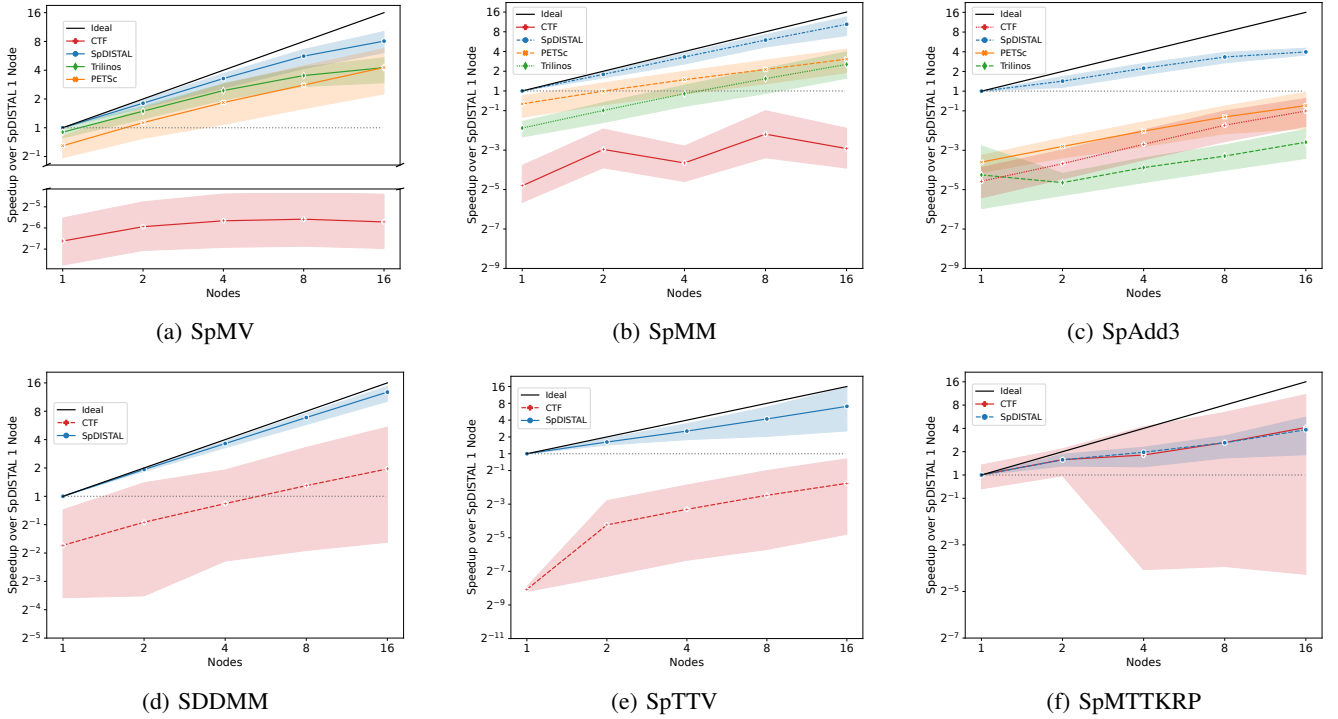 Speedup over SpDISTAL 1 Node
16
8
4
2
1
2⁻¹
2⁻⁵
2⁻⁶
2⁻⁷
Ideal
CTF
SpDISTAL
Trilinos
PETSc
1 2 4 8 16
Nodes
(a) SpMV
Speedup over SpDISTAL 1 Node
16
8
4
2
1
2⁻¹
2⁻³
2⁻⁵
2⁻⁷
2⁻⁹
Ideal
CTF
SpDISTAL
PETSc
Trilinos
1 2 4 8 16
Nodes
(b) SpMM
Speedup over SpDISTAL 1 Node
16
8
4
2
1
2⁻¹
2⁻³
2⁻⁵
2⁻⁷
2⁻⁹
Ideal
CTF
SpDISTAL
PETSc
Trilinos
1 2 4 8 16
Nodes
(c) SpAdd3
Speedup over SpDISTAL 1 Node
16
8
4
2
1
2⁻¹
2⁻²
2⁻³
2⁻⁴
2⁻⁵
Ideal
CTF
SpDISTAL
1 2 4 8 16
Nodes
(d) SDDMM
Speedup over SpDISTAL 1 Node
16
8
4
2
1
2⁻¹
2⁻³
2⁻⁵
2⁻⁷
2⁻⁹
2⁻¹¹
Ideal
CTF
SpDISTAL
1 2 4 8 16
Nodes
(e) SpTTV
Speedup over SpDISTAL 1 Node
16
8
4
2
1
2⁻¹
2⁻³
2⁻⁵
2⁻⁷
Ideal
CTF
SpDISTAL
1 2 4 8 16
Nodes
(f) SpMTTKRP